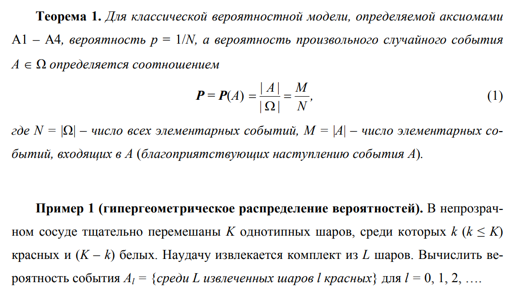 Теорема 1. Для классической вероятностной модели, определяемой аксиомами
А1 – А4, вероятность p = 1/N, а вероятность произвольного случайного события
A ∈ Ω определяется соотношением
P = P(A) = | A | / | Ω | = M / N, (1)
где N = |Ω| – число всех элементарных событий, M = |A| – число элементарных со-
бытий, входящих в A (благоприятствующих наступлению события A).
Пример 1 (гипергеометрическое распределение вероятностей). В непрозрач-
ном сосуде тщательно перемешаны K однотипных шаров, среди которых k (k ≤ K)
красных и (K – k) белых. Наудачу извлекается комплект из L шаров. Вычислить ве-
роятность события Aₗ = {среди L извлеченных шаров l красных} для l = 0, 1, 2, ….